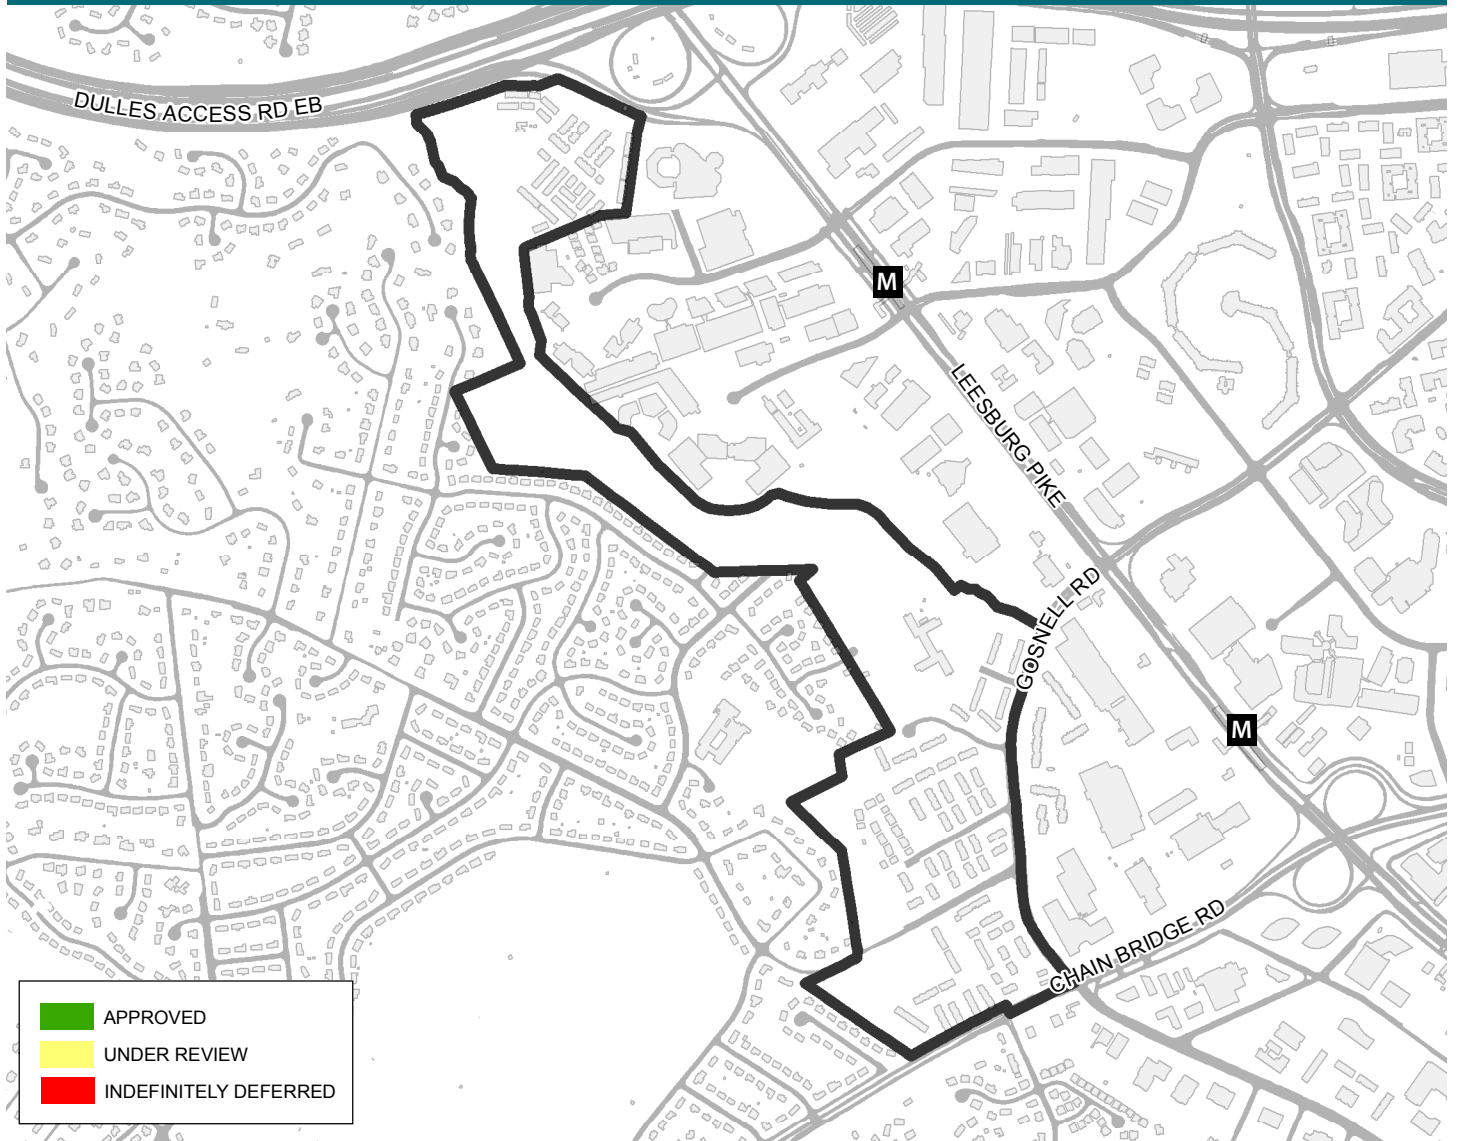 DULLES ACCESS RD EB
M
LEESBURG PIKE
GOSNELL RD
M
CHAIN BRIDGE RD
APPROVED
UNDER REVIEW
INDEFINITELY DEFERRED